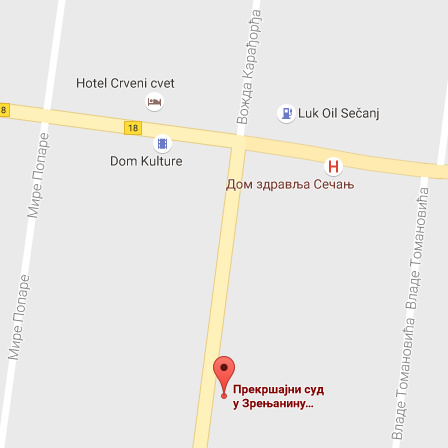 Вожда Карађорђа
Hotel Crveni cvet
8
18
Luk Oil Sečanj
Dom Kulture
H
Дом здравља Сечањ
Мире Попаре
Владе Томановића
Мире Попаре
Владе Томановића
Прекршајни суд
у Зрењанину...